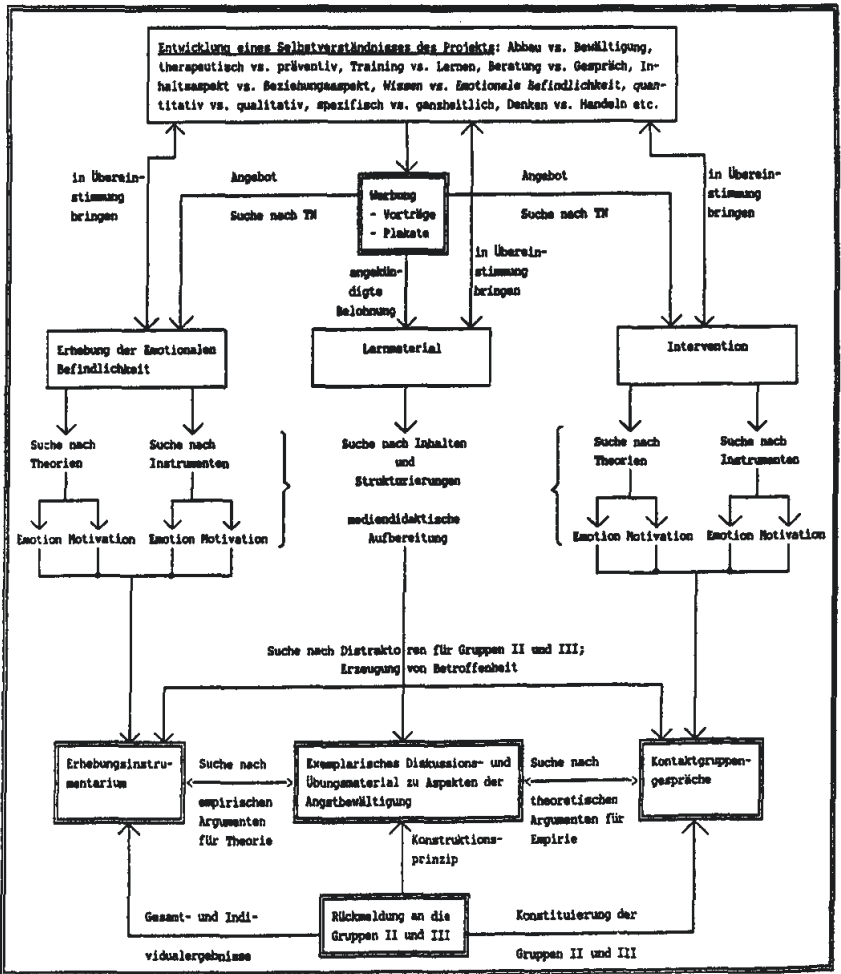 Entwicklung eines Selbstverständnisses des Projekts: Abbau vs. Bewältigung,
therapeutisch vs. präventiv, Training vs. Lernen, Beratung vs. Gespräch, In-
haltsaspekt vs. Beziehungsaspekt, Wissen vs. Emotionale Befindlichkeit, quan-
titativ vs. qualitativ, spezifisch vs. ganzheitlich, Denken vs. Handeln etc.
in Überein-
stimmung
bringen
Angebot
Suche nach TN
Werbung
- Vorträge
- Plakate
Angebot
Suche nach TN
in Überein-
stimmung
bringen
angekün-
digte
Belohnung
in Überein-
stimmung
bringen
Erhebung der Emotionalen
Befindlichkeit
Lernmaterial
Intervention
Suche nach
Theorien
Suche nach
Instrumenten
Suche nach Inhalten
und
Strukturierungen
mediendidaktische
Aufbereitung
Suche nach
Theorien
Suche nach
Instrumenten
Emotion Motivation
Emotion Motivation
Emotion Motivation
Emotion Motivation
Suche nach Distraktoren für Gruppen II und III;
Erzeugung von Betroffenheit
Erhebungsinstru-
mentarium
Suche nach
empirischen
Argumenten
für Theorie
Exemplarisches Diskussions- und
Übungsmaterial zu Aspekten der
Angstbewältigung
Suche nach
theoretischen
Argumenten für
Empirie
Kontaktgruppen-
gespräche
Konstruktions-
prinzip
Gesamt- und Indi-
vidualergebnisse
Rückmeldung an die
Gruppen II und III
Konstituierung der
Gruppen II und III